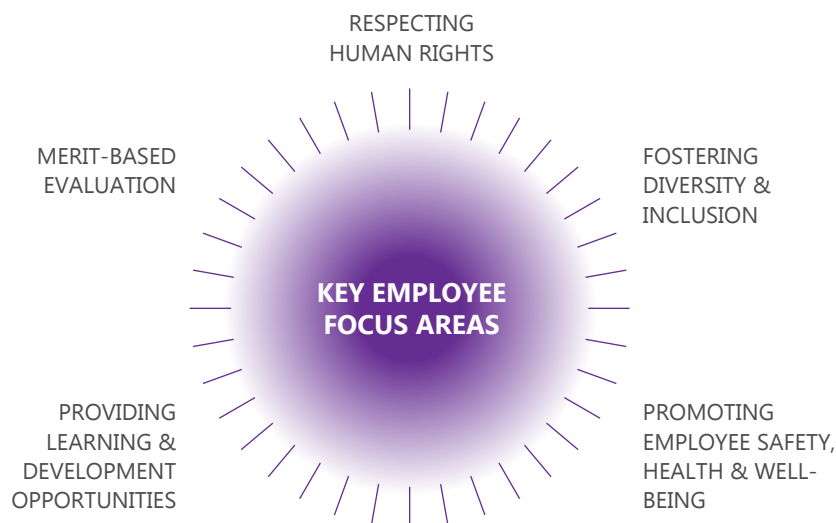 RESPECTING
HUMAN RIGHTS
MERIT-BASED
EVALUATION
FOSTERING
DIVERSITY &
INCLUSION
KEY EMPLOYEE
FOCUS AREAS
PROVIDING
LEARNING &
DEVELOPMENT
OPPORTUNITIES
PROMOTING
EMPLOYEE SAFETY,
HEALTH & WELL-
BEING